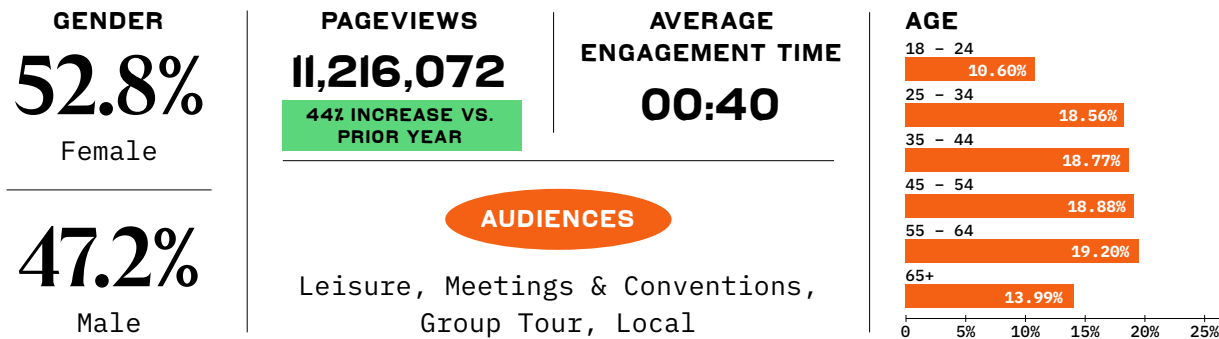 GENDER
52.8%
Female
47.2%
Male
PAGEVIEWS
11,216,072
44% INCREASE VS.
PRIOR YEAR
AVERAGE
ENGAGEMENT TIME
00:40
AUDIENCES
Leisure, Meetings & Conventions,
Group Tour, Local
AGE
18 – 24
10.60%
25 – 34
18.56%
35 – 44
18.77%
45 – 54
18.88%
55 – 64
19.20%
65+
13.99%
0 5% 10% 15% 20% 25%